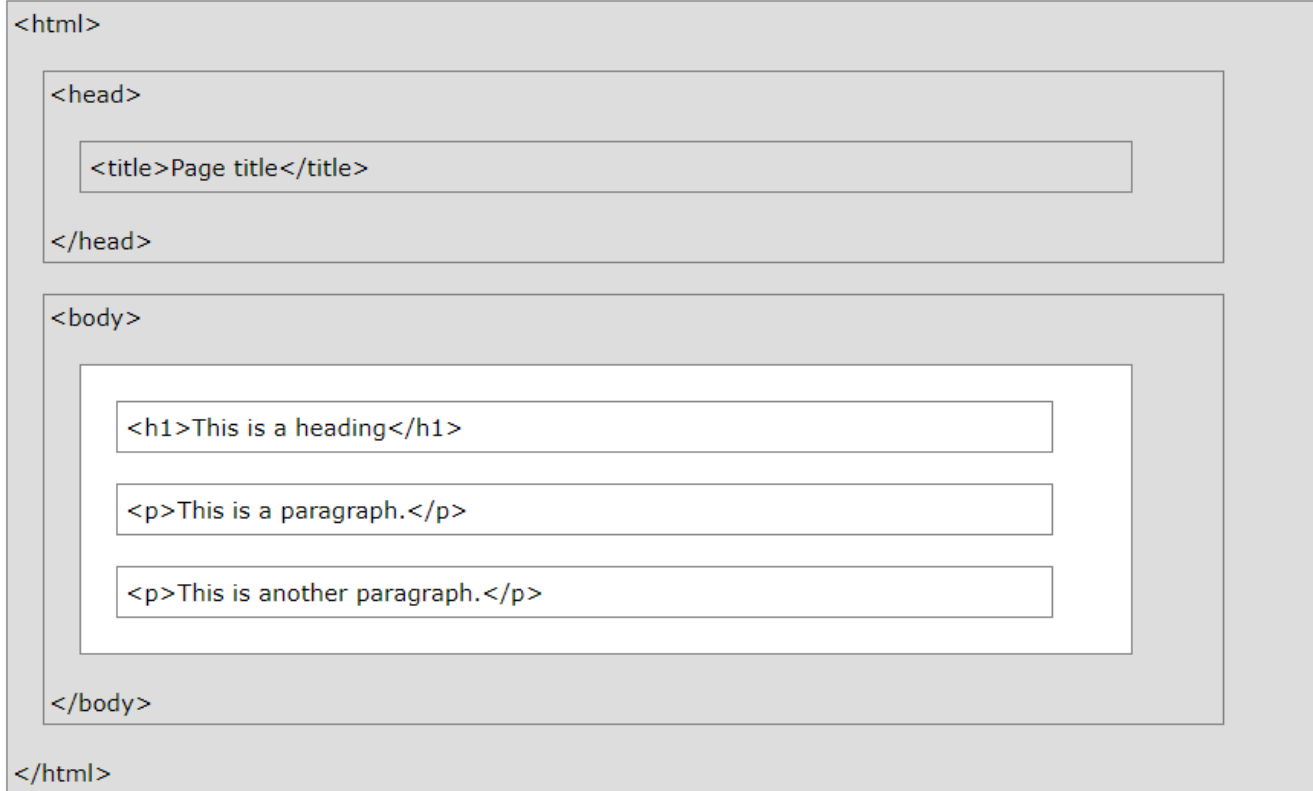 <html>
<head>
<title>Page title</title>
</head>
<body>
<h1>This is a heading</h1>
<p>This is a paragraph.</p>
<p>This is another paragraph.</p>
</body>
</html>